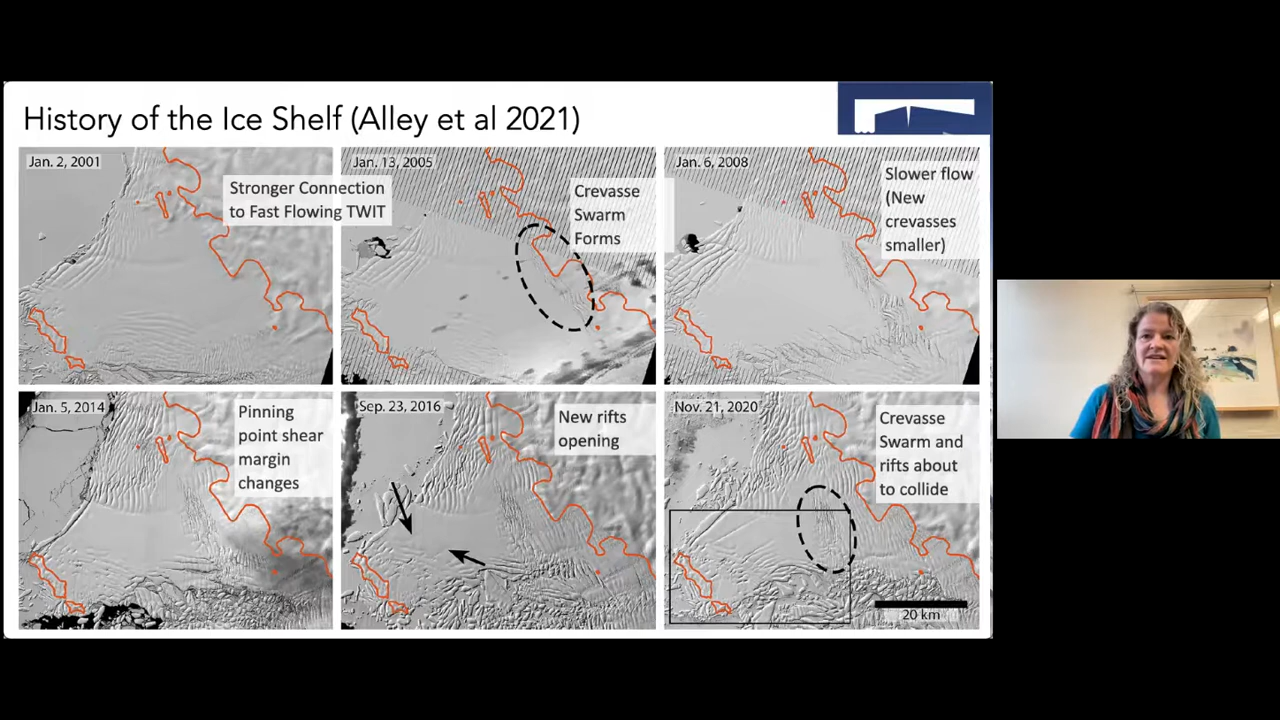 History of the Ice Shelf (Alley et al 2021)
Jan. 2, 2001
Stronger Connection
to Fast Flowing TWIT
Jan. 13, 2005
Crevasse
Swarm
Forms
Jan. 6, 2008
Slower flow
(New
crevasses
smaller)
Jan. 5, 2014
Pinning
point shear
margin
changes
Sep. 23, 2016
New rifts
opening
Nov. 21, 2020
Crevasse
Swarm and
rifts about
to collide
20 km